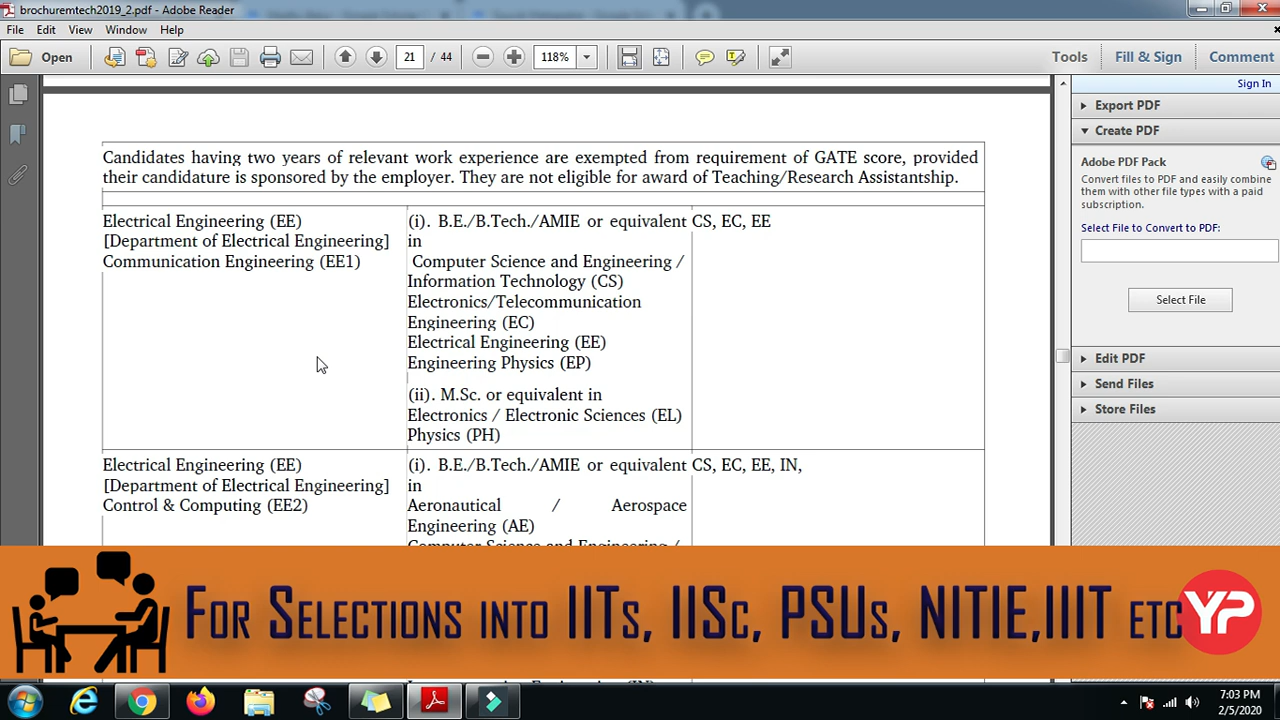 brochuremtech2019_2.pdf - Adobe Reader
File Edit View Window Help
Open 21 / 44 118% Tools Fill & Sign Comment
Sign In
Export PDF
Create PDF
Adobe PDF Pack
Convert files to PDF and easily combine
them with other file types with a paid
subscription.
Select File to Convert to PDF:
Select File
Edit PDF
Send Files
Store Files
Candidates having two years of relevant work experience are exempted from requirement of GATE score, provided
their candidature is sponsored by the employer. They are not eligible for award of Teaching/Research Assistantship.
Electrical Engineering (EE)
[Department of Electrical Engineering]
Communication Engineering (EE1)
(i). B.E./B.Tech./AMIE or equivalent
in
Computer Science and Engineering /
Information Technology (CS)
Electronics/Telecommunication
Engineering (EC)
Electrical Engineering (EE)
Engineering Physics (EP)
(ii). M.Sc. or equivalent in
Electronics / Electronic Sciences (EL)
Physics (PH)
CS, EC, EE
Electrical Engineering (EE)
[Department of Electrical Engineering]
Control & Computing (EE2)
(i). B.E./B.Tech./AMIE or equivalent
in
Aeronautical / Aerospace
Engineering (AE)
Computer Science and Engineering /
CS, EC, EE, IN,
For Selections into IITs, IISc, PSUs, NITIE,IIIT etc
YP
7:03 PM
2/5/2020